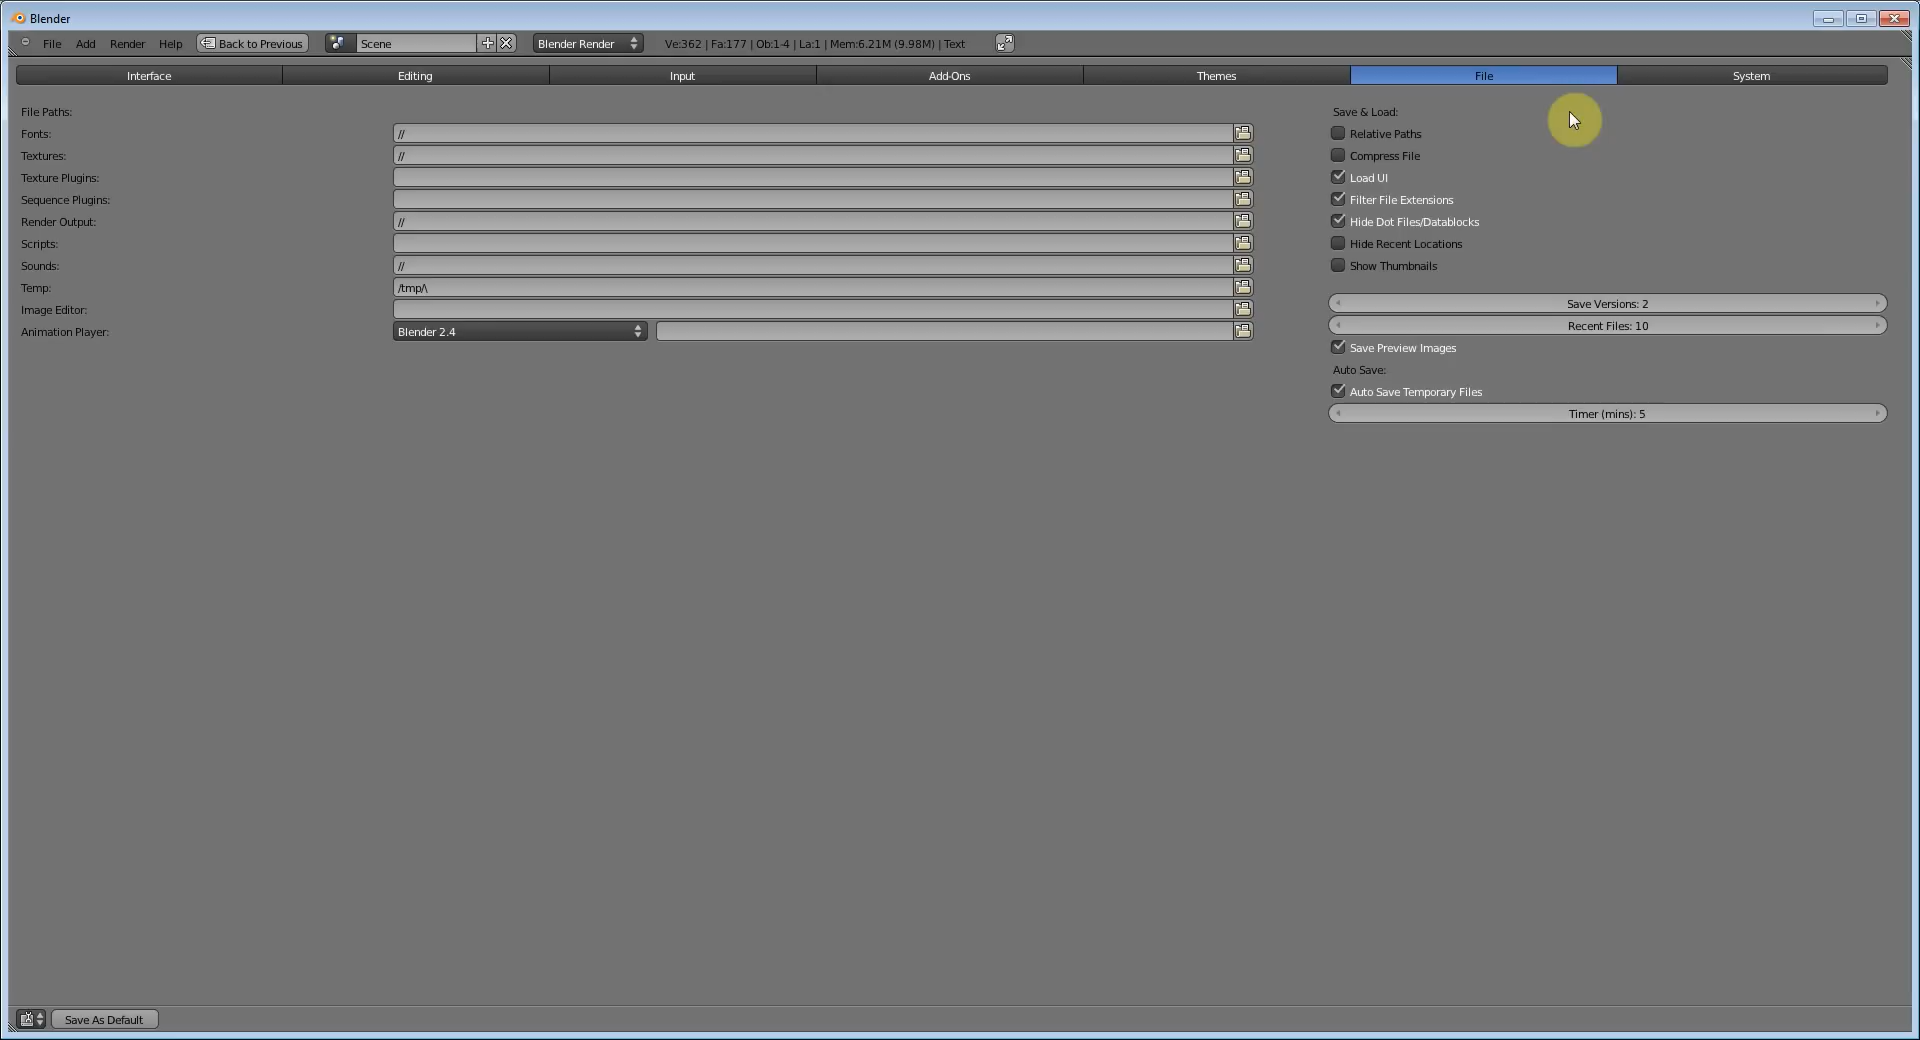 Blender
File Add Render Help Back to Previous Scene Blender Render Ve:362 | Fa:177 | Ob:1-4 | La:1 | Mem:6.21M (9.98M) | Text
Interface Editing Input Add-Ons Themes File System
File Paths:
Fonts: //
Textures: //
Texture Plugins:
Sequence Plugins:
Render Output: //
Scripts:
Sounds: //
Temp: /tmp/\
Image Editor:
Animation Player: Blender 2.4
Save & Load:
Relative Paths
Compress File
Load UI
Filter File Extensions
Hide Dot Files/Datablocks
Hide Recent Locations
Show Thumbnails
Save Versions: 2
Recent Files: 10
Save Preview Images
Auto Save:
Auto Save Temporary Files
Timer (mins): 5
Save As Default